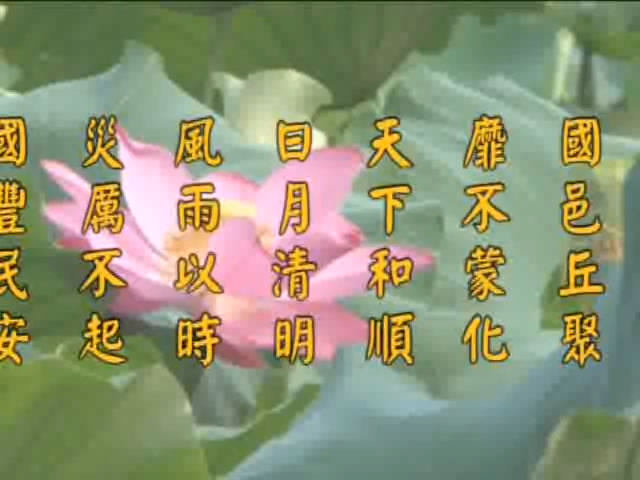 國邑丘聚
靡不蒙化
天下和順
日月清明
風雨以時
災厲不起
國豐民安